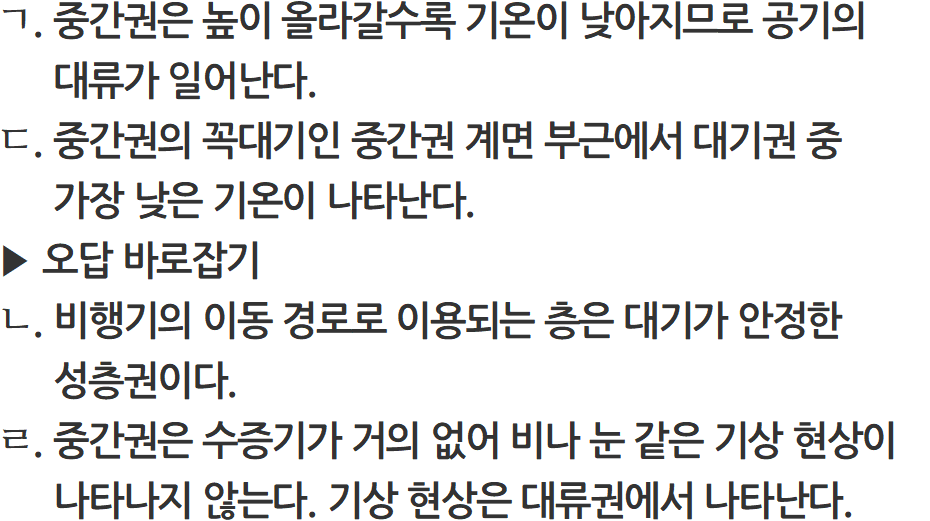 ㄱ. 중간권은 높이 올라갈수록 기온이 낮아지므로 공기의
대류가 일어난다.
ㄷ. 중간권의 꼭대기인 중간권 계면 부근에서 대기권 중
가장 낮은 기온이 나타난다.
▶ 오답 바로잡기
ㄴ. 비행기의 이동 경로로 이용되는 층은 대기가 안정한
성층권이다.
ㄹ. 중간권은 수증기가 거의 없어 비나 눈 같은 기상 현상이
나타나지 않는다. 기상 현상은 대류권에서 나타난다.